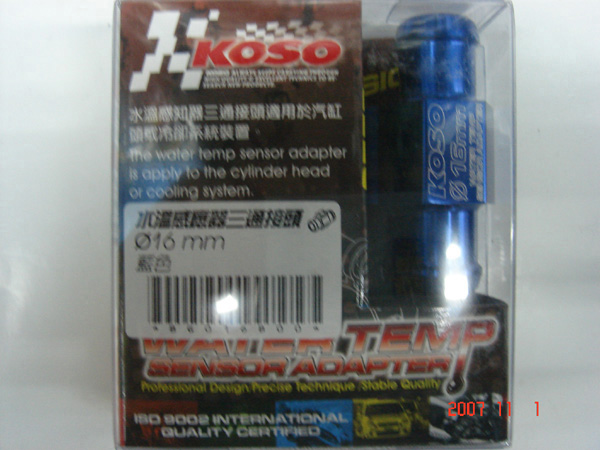 KOSO
水溫感知器三通接頭適用於汽缸
頭或冷卻系統裝置
The water temp sensor adapter
is apply to the cylinder head
or cooling system.
水溫感應器三通接頭
Ø16 mm
藍色
WATER TEMP
SENSOR ADAPTER
Professional Design Precise Technique Stable Quality
ISO 9002 INTERNATIONAL
QUALITY CERTIFIED
KOSO
Ø 16mm
WATER TEMP
2007 11 1